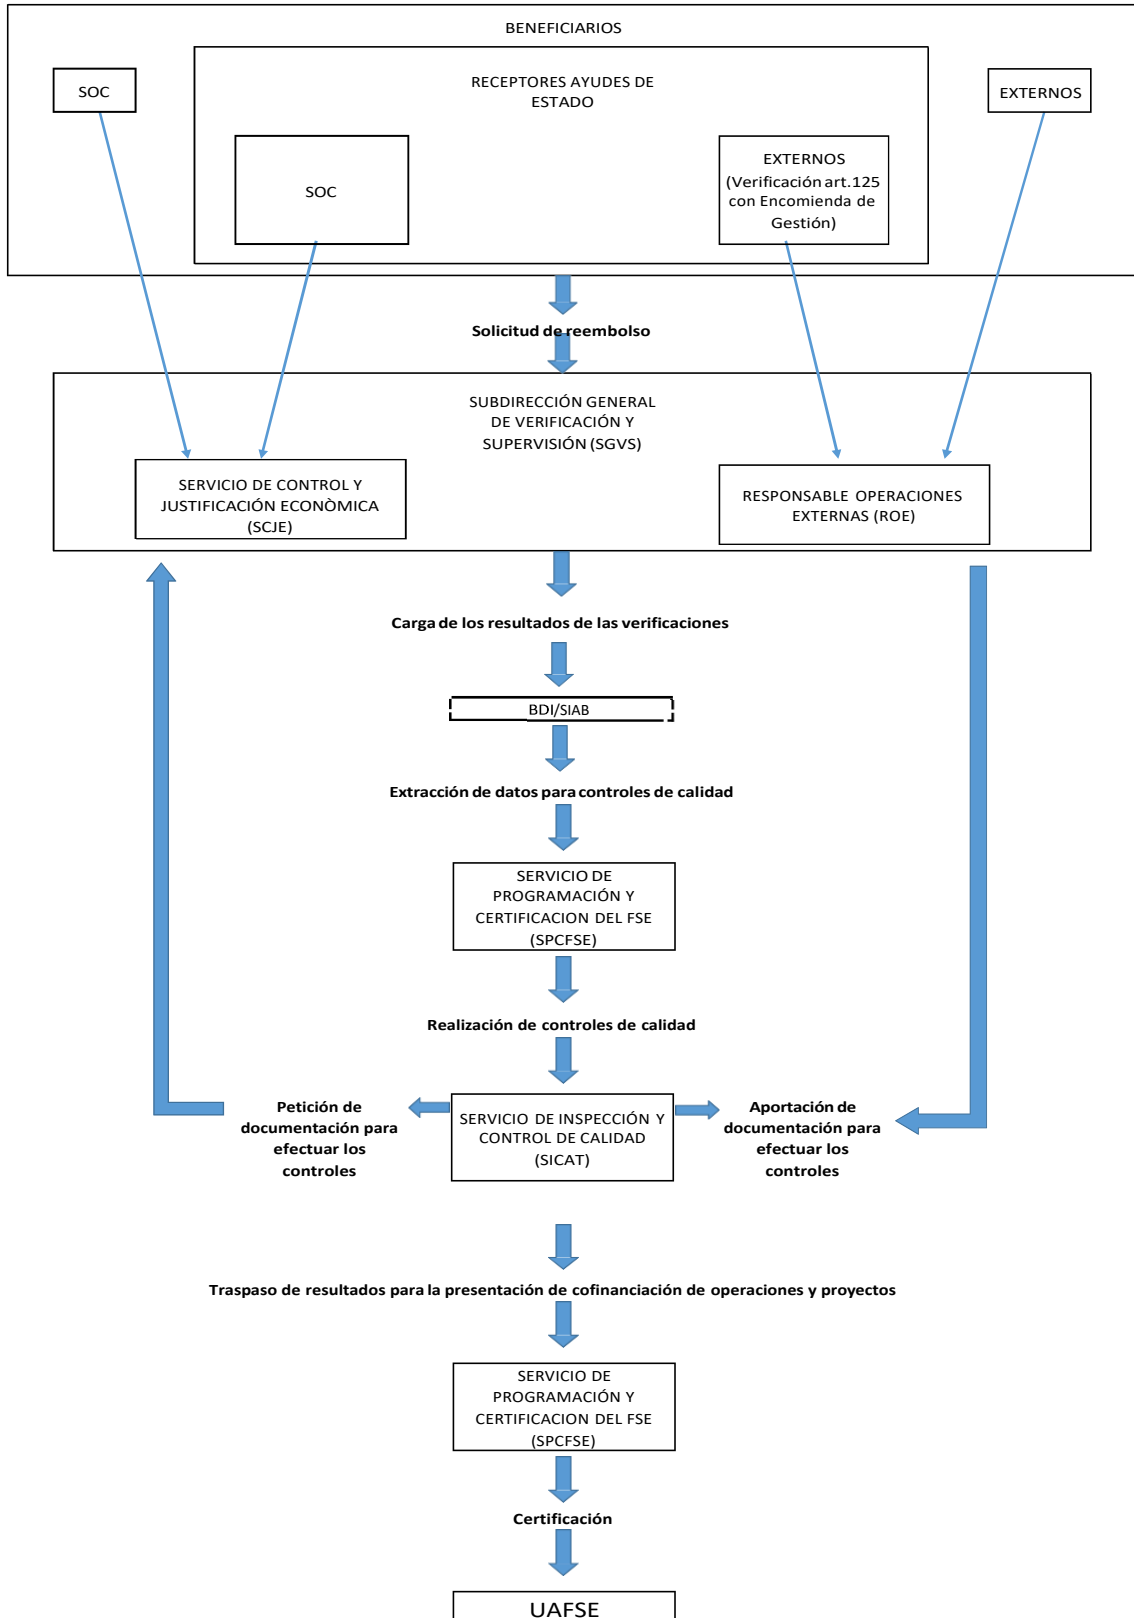 BENEFICIARIOS
SOC
RECEPTORES AYUDES DE
ESTADO
EXTERNOS
SOC
EXTERNOS
(Verificación art.125
con Encomienda de
Gestión)
Solicitud de reembolso
SUBDIRECCIÓN GENERAL
DE VERIFICACIÓN Y
SUPERVISIÓN (SGVS)
SERVICIO DE CONTROL Y
JUSTIFICACIÓN ECONÒMICA
(SCJE)
RESPONSABLE OPERACIONES
EXTERNAS (ROE)
Carga de los resultados de las verificaciones
BDI/SIAB
Extracción de datos para controles de calidad
SERVICIO DE
PROGRAMACIÓN Y
CERTIFICACION DEL FSE
(SPCFSE)
Realización de controles de calidad
Petición de
documentación para
efectuar los
controles
SERVICIO DE INSPECCIÓN Y
CONTROL DE CALIDAD
(SICAT)
Aportación de
documentación para
efectuar los
controles
Traspaso de resultados para la presentación de cofinanciación de operaciones y proyectos
SERVICIO DE
PROGRAMACIÓN Y
CERTIFICACION DEL FSE
(SPCFSE)
Certificación
UAFSE